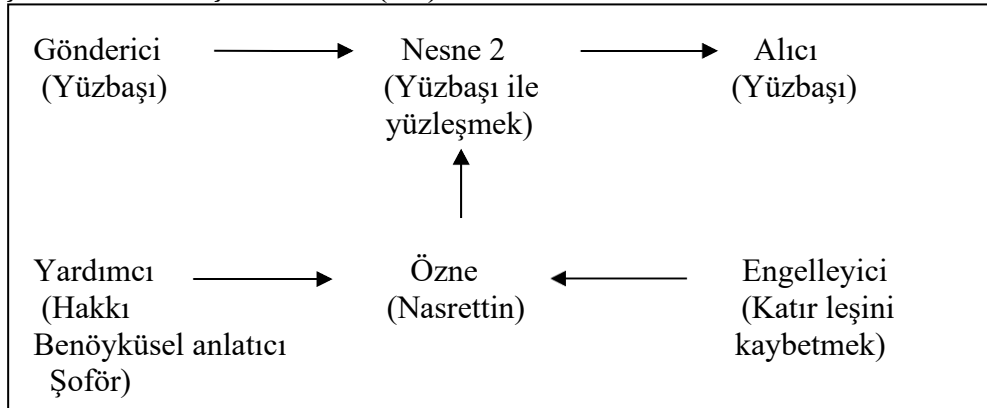 Gönderici Nesne 2 Alıcı
(Yüzbaşı) (Yüzbaşı ile (Yüzbaşı)
yüzleşmek)
Yardımcı Özne Engelleyici
(Hakkı (Nasrettin) (Katır leşini
Benöyküsel anlatıcı kaybetmek)
Şoför)